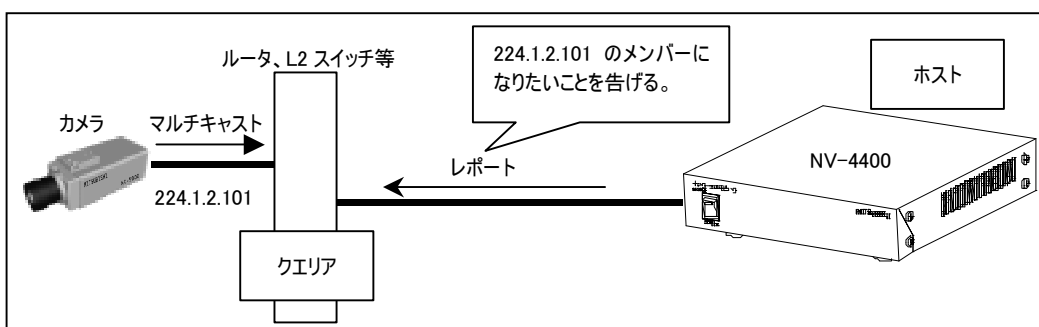 ルータ、L2 スイッチ等
224.1.2.101 のメンバーに
なりたいことを告げる。
ホスト
カメラ
マルチキャスト
NV-4400
レポート
224.1.2.101
クエリア